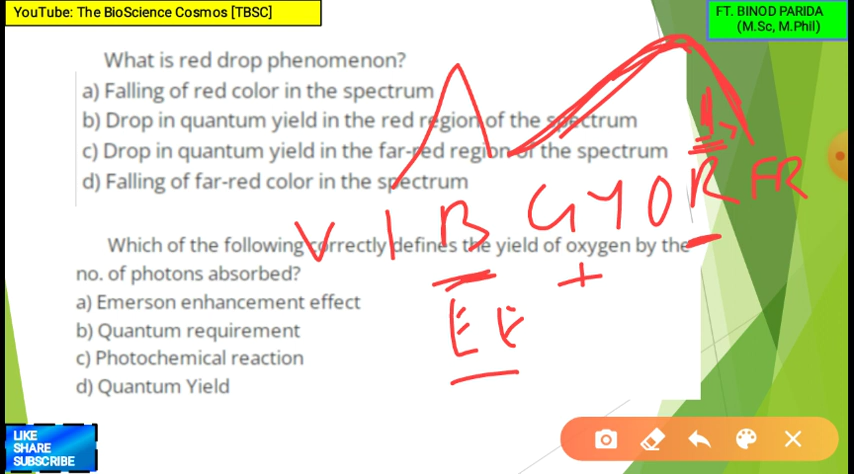 YouTube: The BioScience Cosmos [TBSC]
FT. BINOD PARIDA
(M.Sc, M.Phil)
What is red drop phenomenon?
a) Falling of red color in the spectrum
b) Drop in quantum yield in the red region of the spectrum
c) Drop in quantum yield in the far-red region of the spectrum
d) Falling of far-red color in the spectrum
V I B G Y O R FR
Which of the following correctly defines the yield of oxygen by the
no. of photons absorbed?
+
a) Emerson enhancement effect
b) Quantum requirement
c) Photochemical reaction
d) Quantum Yield
LIKE
SHARE
SUBSCRIBE